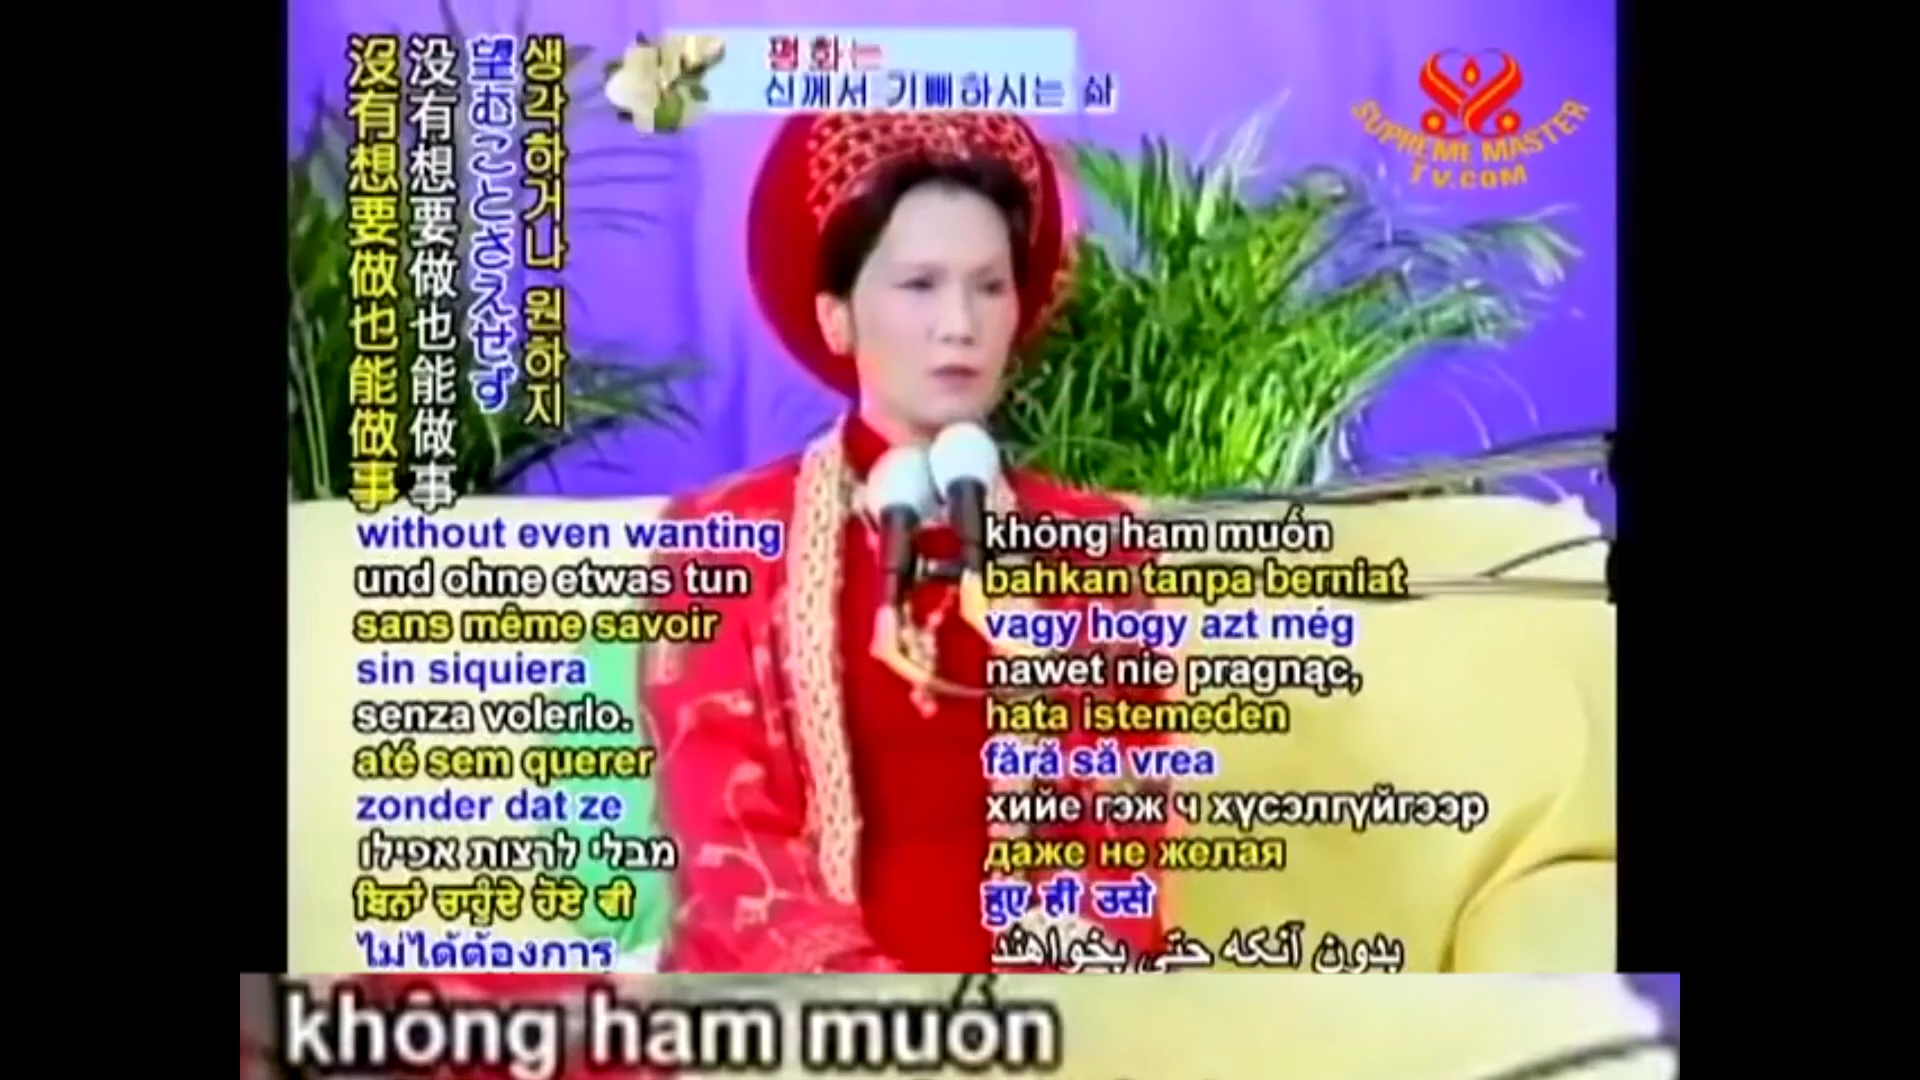 평화는
신께서 기뻐하시는 삶
SUPREME MASTER
TV.COM
沒有想要做也能做事
没有想要做也能做事
望むことさえせず
생각하거나 원하지
without even wanting
und ohne etwas tun
sans même savoir
sin siquiera
senza volerlo.
até sem querer
zonder dat ze
מבלי לרצות אפילו
ਬਿਨਾਂ ਚਾਹੁੰਦੇ ਹੋਏ ਵੀ
ไม่ได้ต้องการ
không ham muốn
bahkan tanpa berniat
vagy hogy azt még
nawet nie pragnąc,
hata istemeden
fără să vrea
хийе гэж ч хүсэлгүйгээр
даже не желая
हुए ही उसे
بدون آنکه حتی بخواهند
không ham muốn